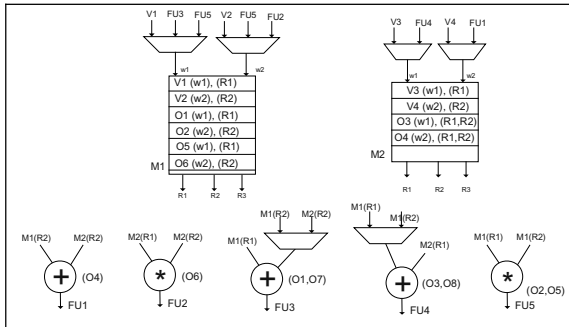 V1 FU3 FU5 V2 FU5 FU2
V3 FU4 V4 FU1
w1 w2
w1 w2
V1 (w1), (R1)
V2 (w2), (R2)
O1 (w1), (R1)
O2 (w2), (R2)
O5 (w1), (R1)
O6 (w2), (R2)
M1
R1 R2 R3
V3 (w1), (R1)
V4 (w2), (R2)
O3 (w1), (R1,R2)
O4 (w2), (R1,R2)
M2
R1 R2 R3
M1(R2) M2(R2)
+ (O4)
FU1
M2(R1) M2(R2)
* (O6)
FU2
M1(R2) M2(R2)
M1(R1)
+ (O1,O7)
FU3
M1(R1) M1(R2)
M2(R1)
+ (O3,O8)
FU4
M1(R1) M1(R2)
* (O2,O5)
FU5